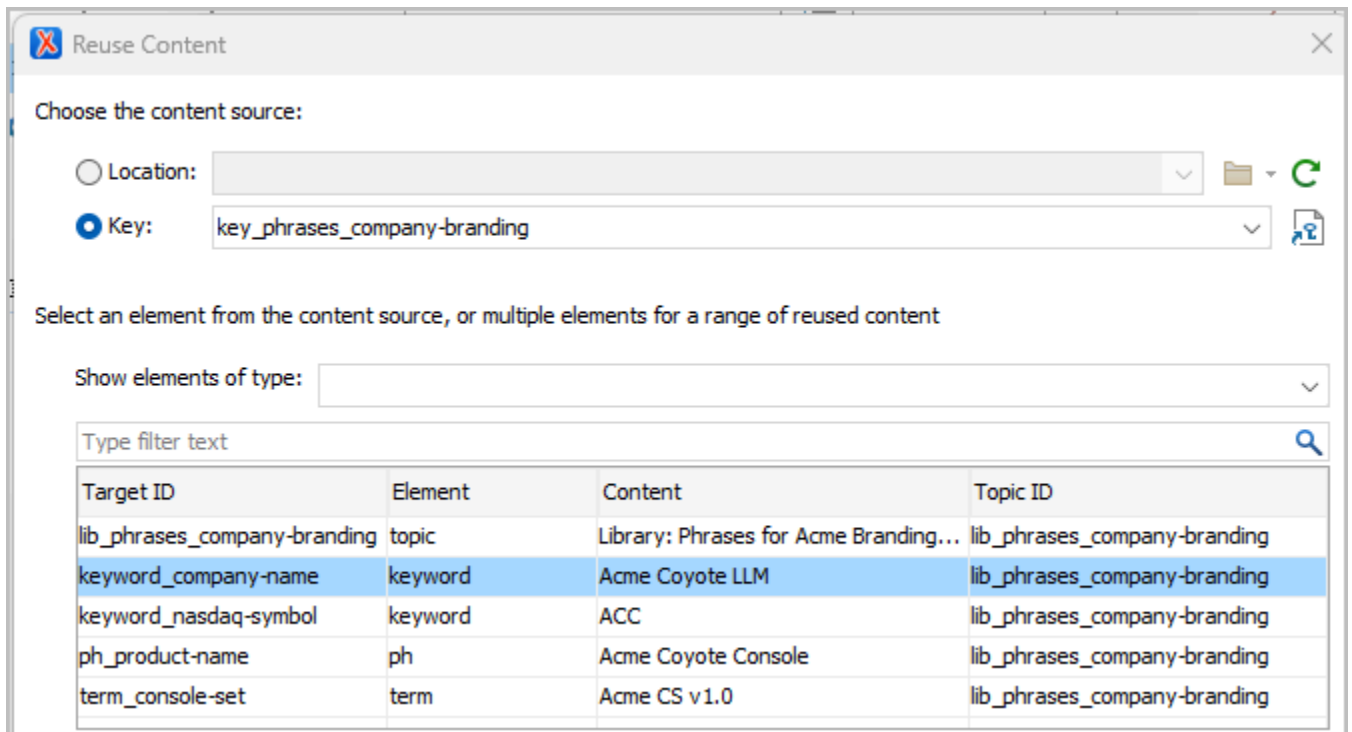 Reuse Content
Choose the content source:
Location:
Key: key_phrases_company-branding
Select an element from the content source, or multiple elements for a range of reused content
Show elements of type:
Type filter text
Target ID Element Content Topic ID
lib_phrases_company-branding topic Library: Phrases for Acme Branding... lib_phrases_company-branding
keyword_company-name keyword Acme Coyote LLM lib_phrases_company-branding
keyword_nasdaq-symbol keyword ACC lib_phrases_company-branding
ph_product-name ph Acme Coyote Console lib_phrases_company-branding
term_console-set term Acme CS v1.0 lib_phrases_company-branding